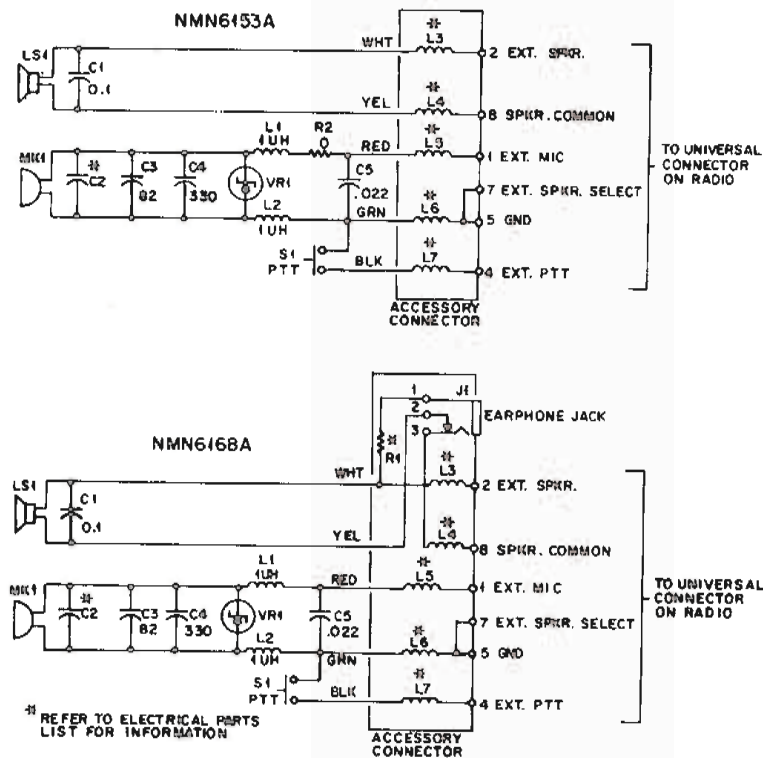 NMN6153A
LS1
C1
0.1
WHT
※
L3
2 EXT. SPKR.
YEL
※
L4
8 SPKR. COMMON
MK1
※
C2
C3
82
C4
330
VR1
L1
1UH
R2
0
RED
※
L5
1 EXT. MIC
C5
.022
L2
1UH
GRN
※
L6
7 EXT. SPKR. SELECT
5 GND
S1
PTT
BLK
※
L7
4 EXT. PTT
ACCESSORY
CONNECTOR
TO UNIVERSAL
CONNECTOR
ON RADIO
NMN6168A
1
2
3
J1
EARPHONE JACK
※
R1
LS1
C1
0.1
WHT
※
L3
2 EXT. SPKR.
YEL
※
L4
8 SPKR. COMMON
MK1
※
C2
C3
82
C4
330
VR1
L1
1UH
RED
※
L5
1 EXT. MIC
C5
.022
L2
1UH
GRN
※
L6
7 EXT. SPKR. SELECT
5 GND
S1
PTT
BLK
※
L7
4 EXT. PTT
TO UNIVERSAL
CONNECTOR
ON RADIO
※ REFER TO ELECTRICAL PARTS
LIST FOR INFORMATION
ACCESSORY
CONNECTOR